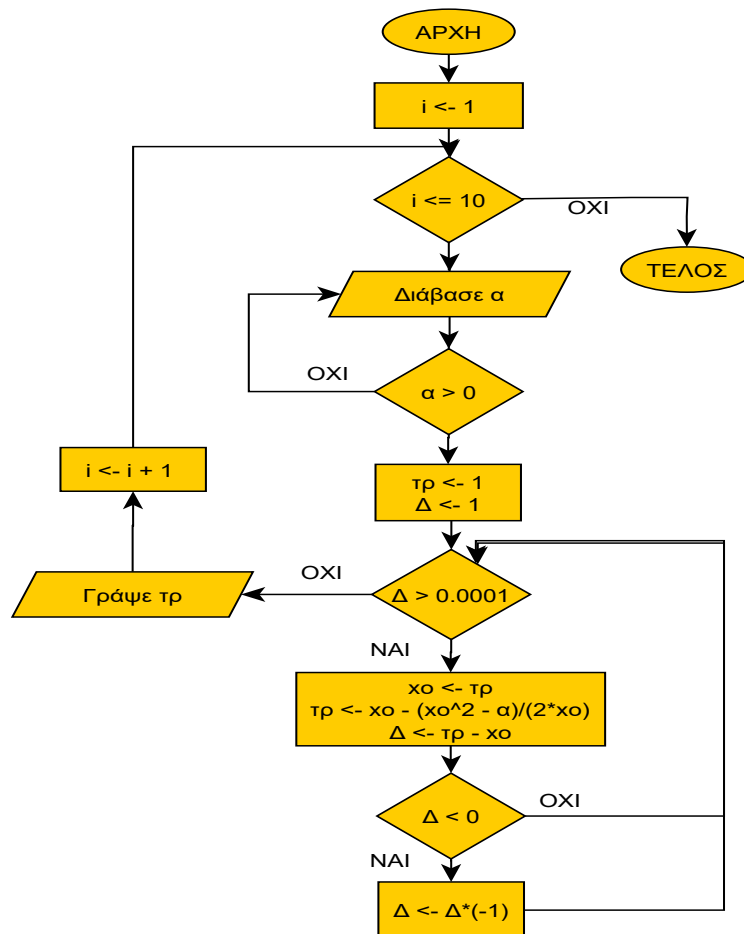 ΑΡΧΗ
i <- 1
i <= 10
ΟΧΙ
ΤΕΛΟΣ
Διάβασε α
ΟΧΙ
α > 0
i <- i + 1
τρ <- 1
Δ <- 1
ΟΧΙ
Γράψε τρ
Δ > 0.0001
ΝΑΙ
xo <- τρ
τρ <- xo - (xo^2 - α)/(2*xo)
Δ <- τρ - xo
Δ < 0
ΟΧΙ
ΝΑΙ
Δ <- Δ*(-1)